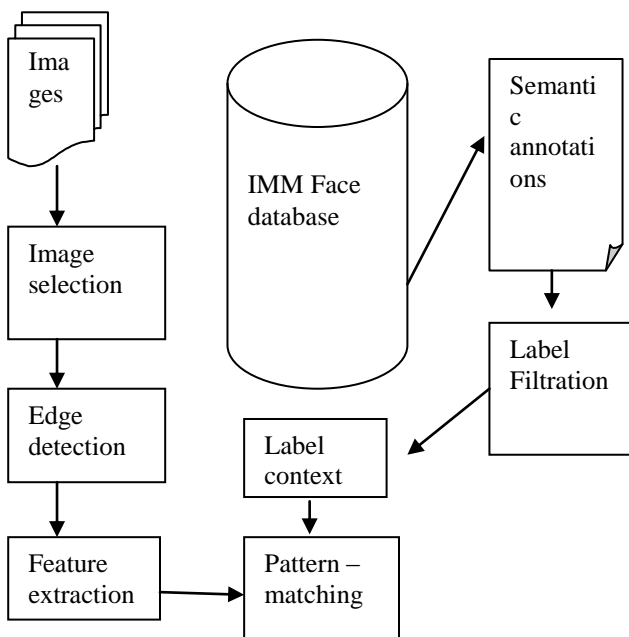 Ima
ges
Image
selection
Edge
detection
Feature
extraction
IMM Face
database
Semanti
c
annotati
ons
Label
Filtration
Label
context
Pattern –
matching